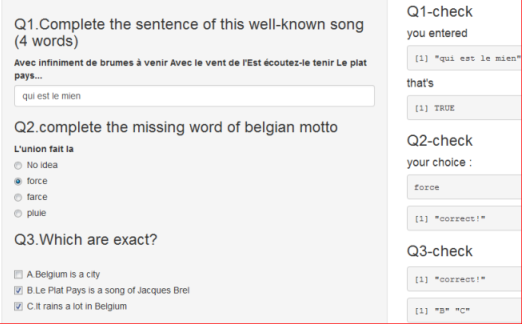 Q1.Complete the sentence of this well-known song
(4 words)
Avec infiniment de brumes à venir Avec le vent de l'Est écoutez-le tenir Le plat
pays...
qui est le mien
Q2.complete the missing word of belgian motto
L'union fait la
No idea
force
farce
pluie
Q3.Which are exact?
A.Belgium is a city
B.Le Plat Pays is a song of Jacques Brel
C.It rains a lot in Belgium
Q1-check
you entered
[1] "qui est le mien"
that's
[1] TRUE
Q2-check
your choice :
force
[1] "correct!"
Q3-check
[1] "correct!"
[1] "B" "C"